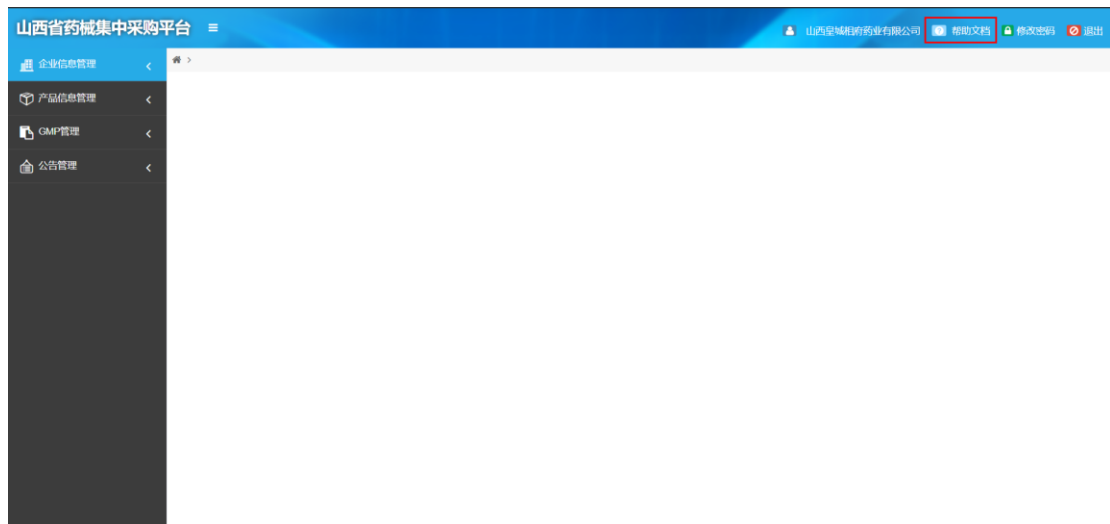 山西省药械集中采购平台
山西皇城相府药业有限公司 帮助文档 修改密码 退出
企业信息管理
产品信息管理
GMP管理
公告管理